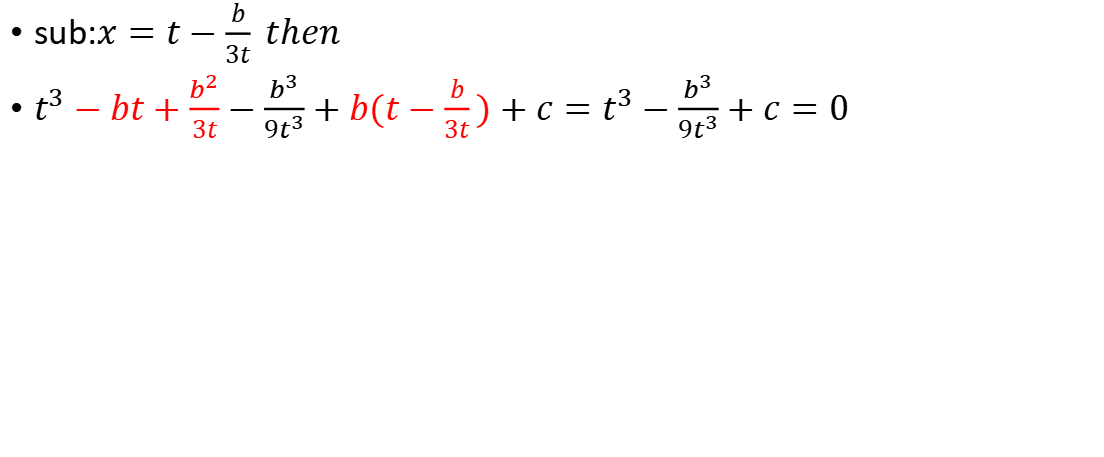 • sub:x = t − b/3t then
• t³ − bt + b²/3t − b³/9t³ + b(t − b/3t) + c = t³ − b³/9t³ + c = 0